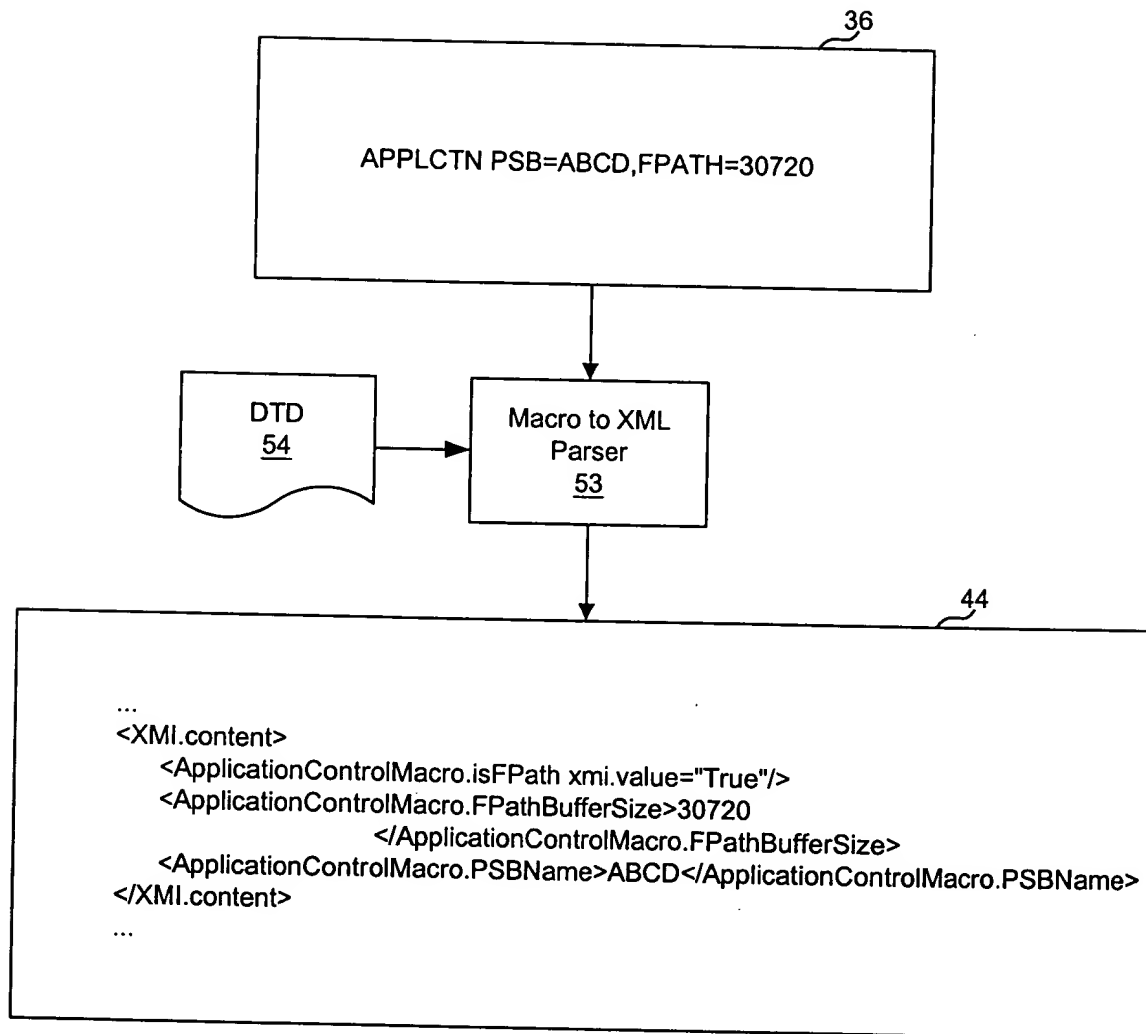 36
APPLCTN PSB=ABCD,FPATH=30720
DTD
54
Macro to XML
Parser
53
44
...
<XMI.content>
<ApplicationControlMacro.isFPath xmi.value="True"/>
<ApplicationControlMacro.FPathBufferSize>30720
</ApplicationControlMacro.FPathBufferSize>
<ApplicationControlMacro.PSBName>ABCD</ApplicationControlMacro.PSBName>
</XMI.content>
...